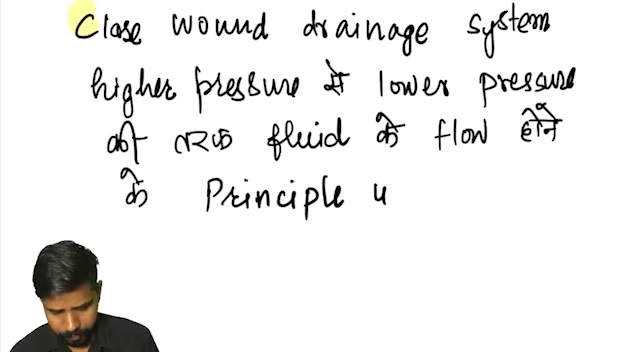 Close wound drainage system
higher pressure से lower pressure
की तरफ fluid के flow होने
के Principle प